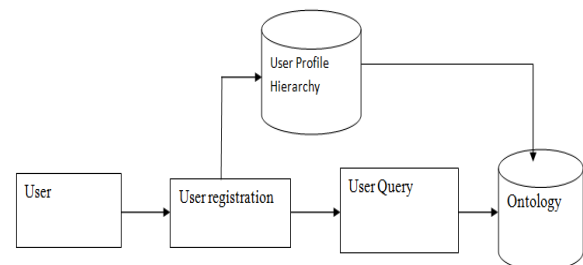 User Profile
Hierarchy
User
User registration
User Query
Ontology